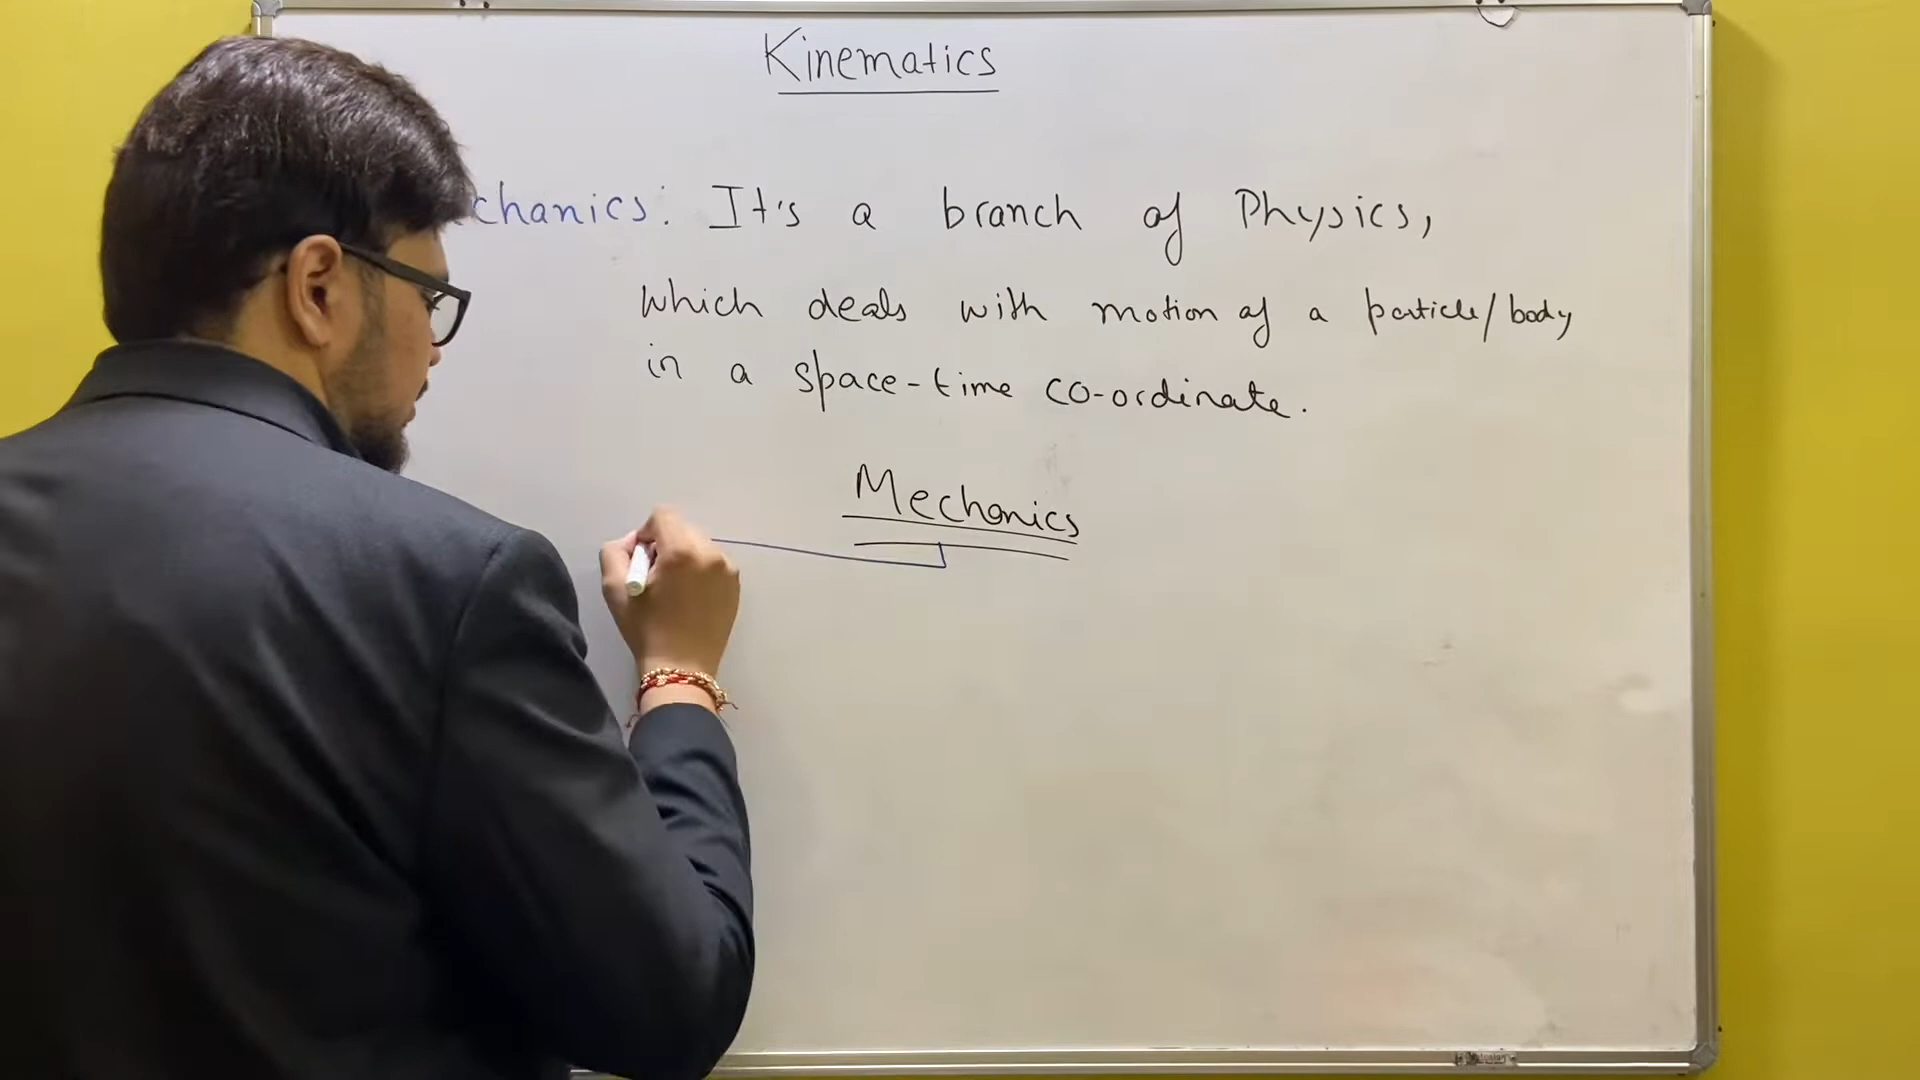 Kinematics
chanics: It's a branch of Physics,
which deals with motion of a particle/body
in a space-time co-ordinate.
Mechanics